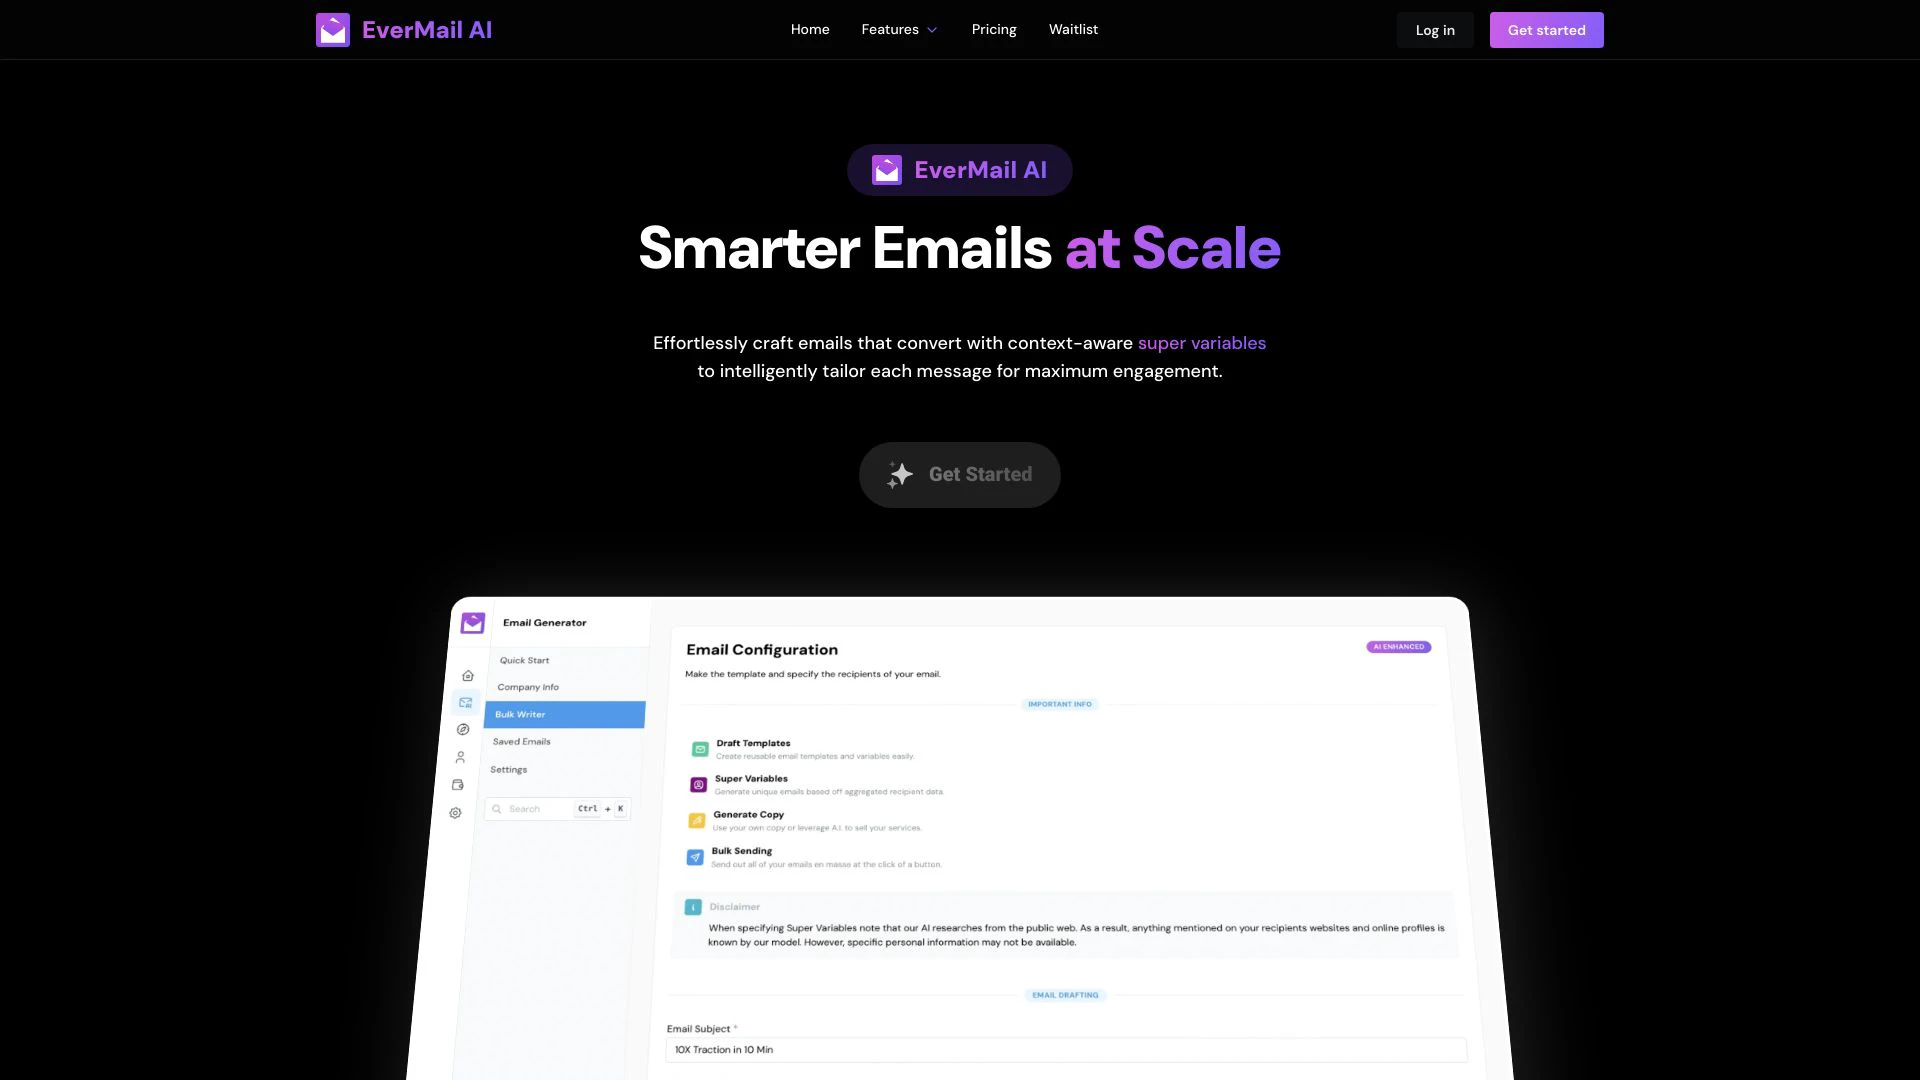 EverMail AI
Home
Features
Pricing
Waitlist
Log in
Get started
EverMail AI
Smarter Emails at Scale
Effortlessly craft emails that convert with context-aware super variables
to intelligently tailor each message for maximum engagement.
Get Started
Email Generator
Quick Start
Company Info
Bulk Writer
Saved Emails
Settings
Search
Ctrl + K
Email Configuration
AI ENHANCED
Make the template and specify the recipients of your email.
IMPORTANT INFO
Draft Templates
Create reusable email templates and variables easily.
Super Variables
Generate unique emails based off aggregated recipient data.
Generate Copy
Use your own copy or leverage A.I. to sell your services.
Bulk Sending
Send out all of your emails en masse at the click of a button.
Disclaimer
When specifying Super Variables note that our AI researches from the public web. As a result, anything mentioned on your recipients websites and online profiles is
known by our model. However, specific personal information may not be available.
EMAIL DRAFTING
Email Subject *
10X Traction in 10 Min